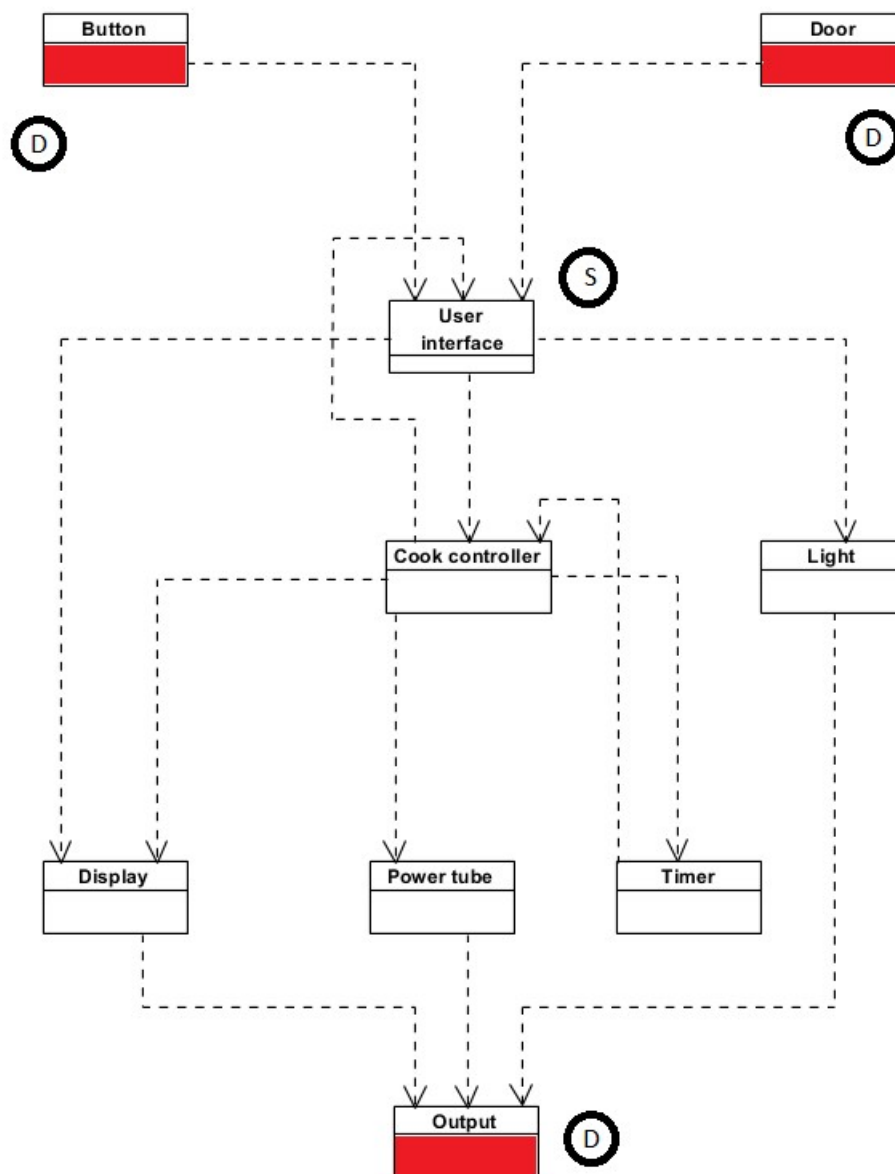 Button
Door
D
D
S
User
interface
Cook controller
Light
Display
Power tube
Timer
Output
D